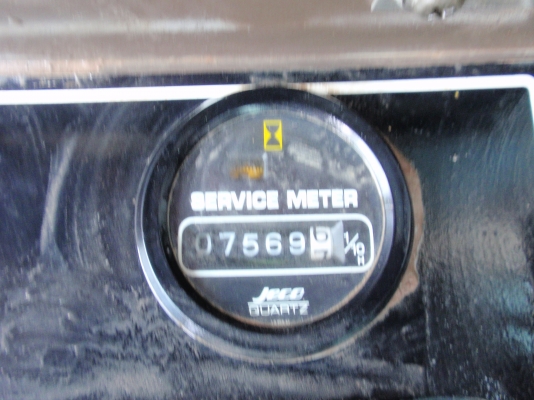 SERVICE METER
07569 1/10 H
Jeco
QUARTZ